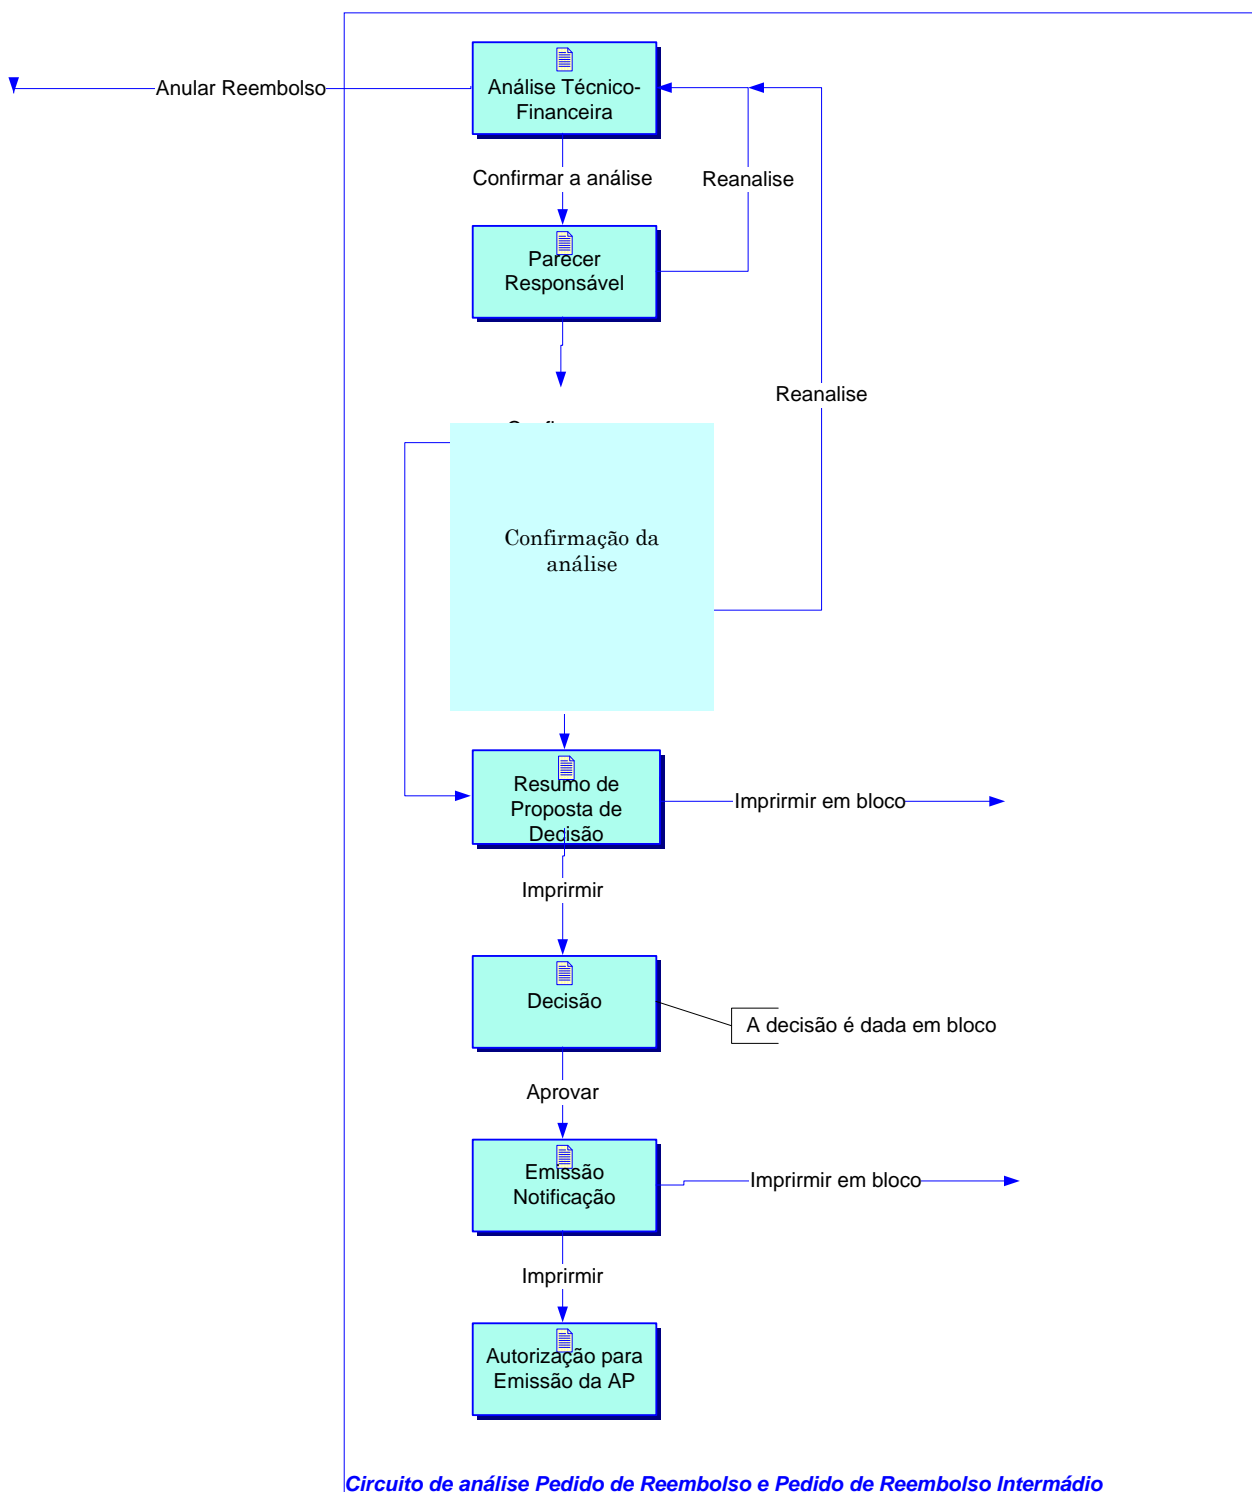 Análise Técnico-
Financeira
Anular Reembolso
Confirmar a análise
Reanalise
Parecer
Responsável
Reanalise
Confirmação da
análise
Resumo de
Proposta de
Decisão
Imprirmir em bloco
Imprirmir
Decisão
A decisão é dada em bloco
Aprovar
Emissão
Notificação
Imprirmir em bloco
Imprirmir
Autorização para
Emissão da AP
Circuito de análise Pedido de Reembolso e Pedido de Reembolso Intermádio